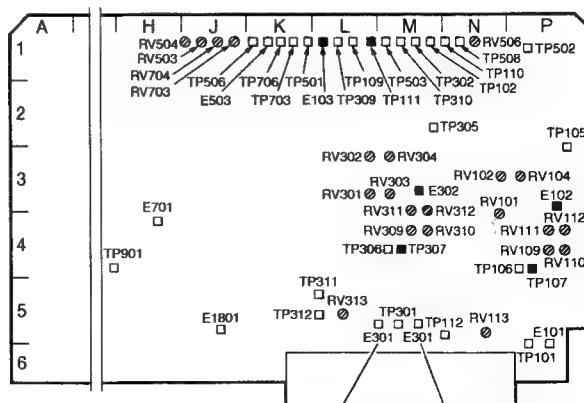 A H J K L M N P
1 RV504 RV506 TP502
RV503 TP508
RV704 TP506 TP706 TP501 TP109 TP503 TP302 TP110
RV703 E503 TP703 E103 TP309 TP111 TP310 TP102
2 TP305 TP105
RV302 RV304
3 RV303 RV102 RV104
RV301 E302 RV101 E102
E701 RV311 RV312 RV112
4 RV309 RV310 RV111
TP306 TP307 RV109
TP901 TP106 RV110
TP107
TP311
5 TP312 RV313 TP301 RV113
E1801 TP112 E101
E301 E301
6 TP101